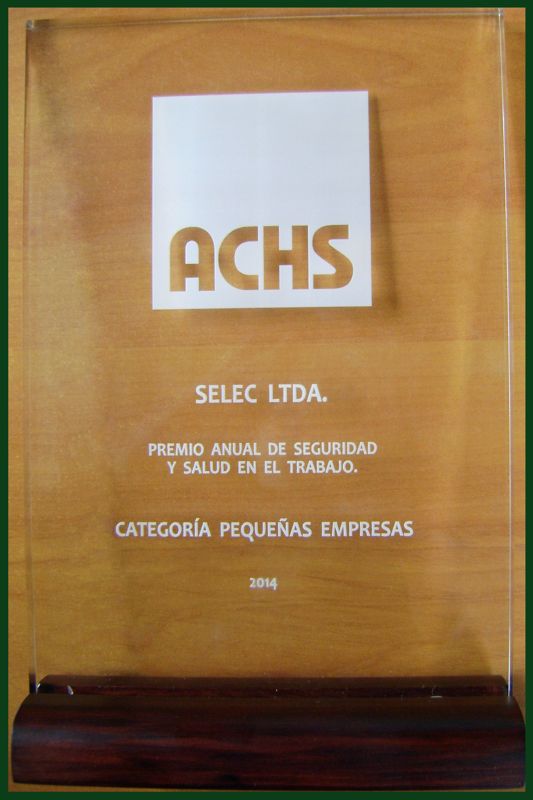 ACHS
SELEC LTDA.
PREMIO ANUAL DE SEGURIDAD
Y SALUD EN EL TRABAJO.
CATEGORÍA PEQUEÑAS EMPRESAS
2014